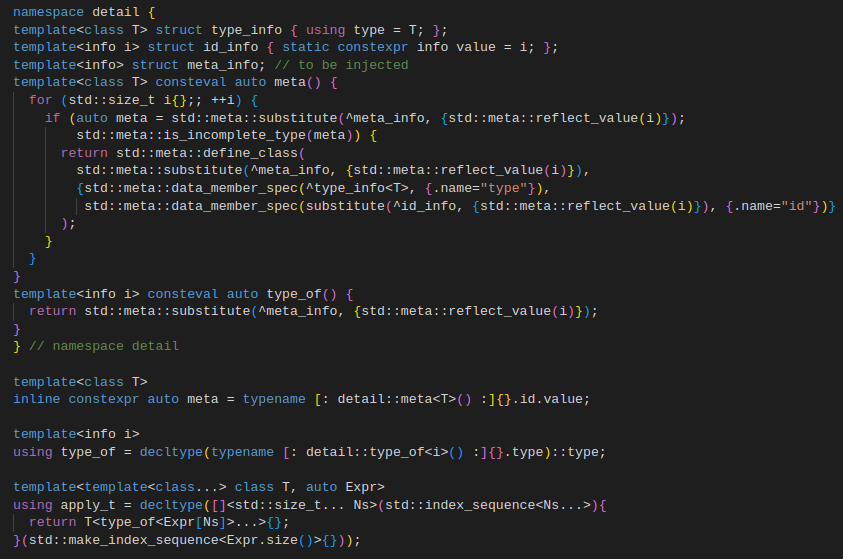 namespace detail {
template<class T> struct type_info { using type = T; };
template<info i> struct id_info { static constexpr info value = i; };
template<info> struct meta_info; // to be injected
template<class T> consteval auto meta() {
  for (std::size_t i{};; ++i) {
    if (auto meta = std::meta::substitute(^meta_info, {std::meta::reflect_value(i)});
        std::meta::is_incomplete_type(meta)) {
      return std::meta::define_class(
        std::meta::substitute(^meta_info, {std::meta::reflect_value(i)}),
        {std::meta::data_member_spec(^type_info<T>, {.name="type"}),
         std::meta::data_member_spec(substitute(^id_info, {std::meta::reflect_value(i)}), {.name="id"})}
      );
    }
  }
}
template<info i> consteval auto type_of() {
  return std::meta::substitute(^meta_info, {std::meta::reflect_value(i)});
}
} // namespace detail

template<class T>
inline constexpr auto meta = typename [: detail::meta<T>() :]{}.id.value;

template<info i>
using type_of = decltype(typename [: detail::type_of<i>() :]{}.type)::type;

template<template<class...> class T, auto Expr>
using apply_t = decltype([]<std::size_t... Ns>(std::index_sequence<Ns...>){
  return T<type_of<Expr[Ns]>...>{};
}(std::make_index_sequence<Expr.size()>{}));